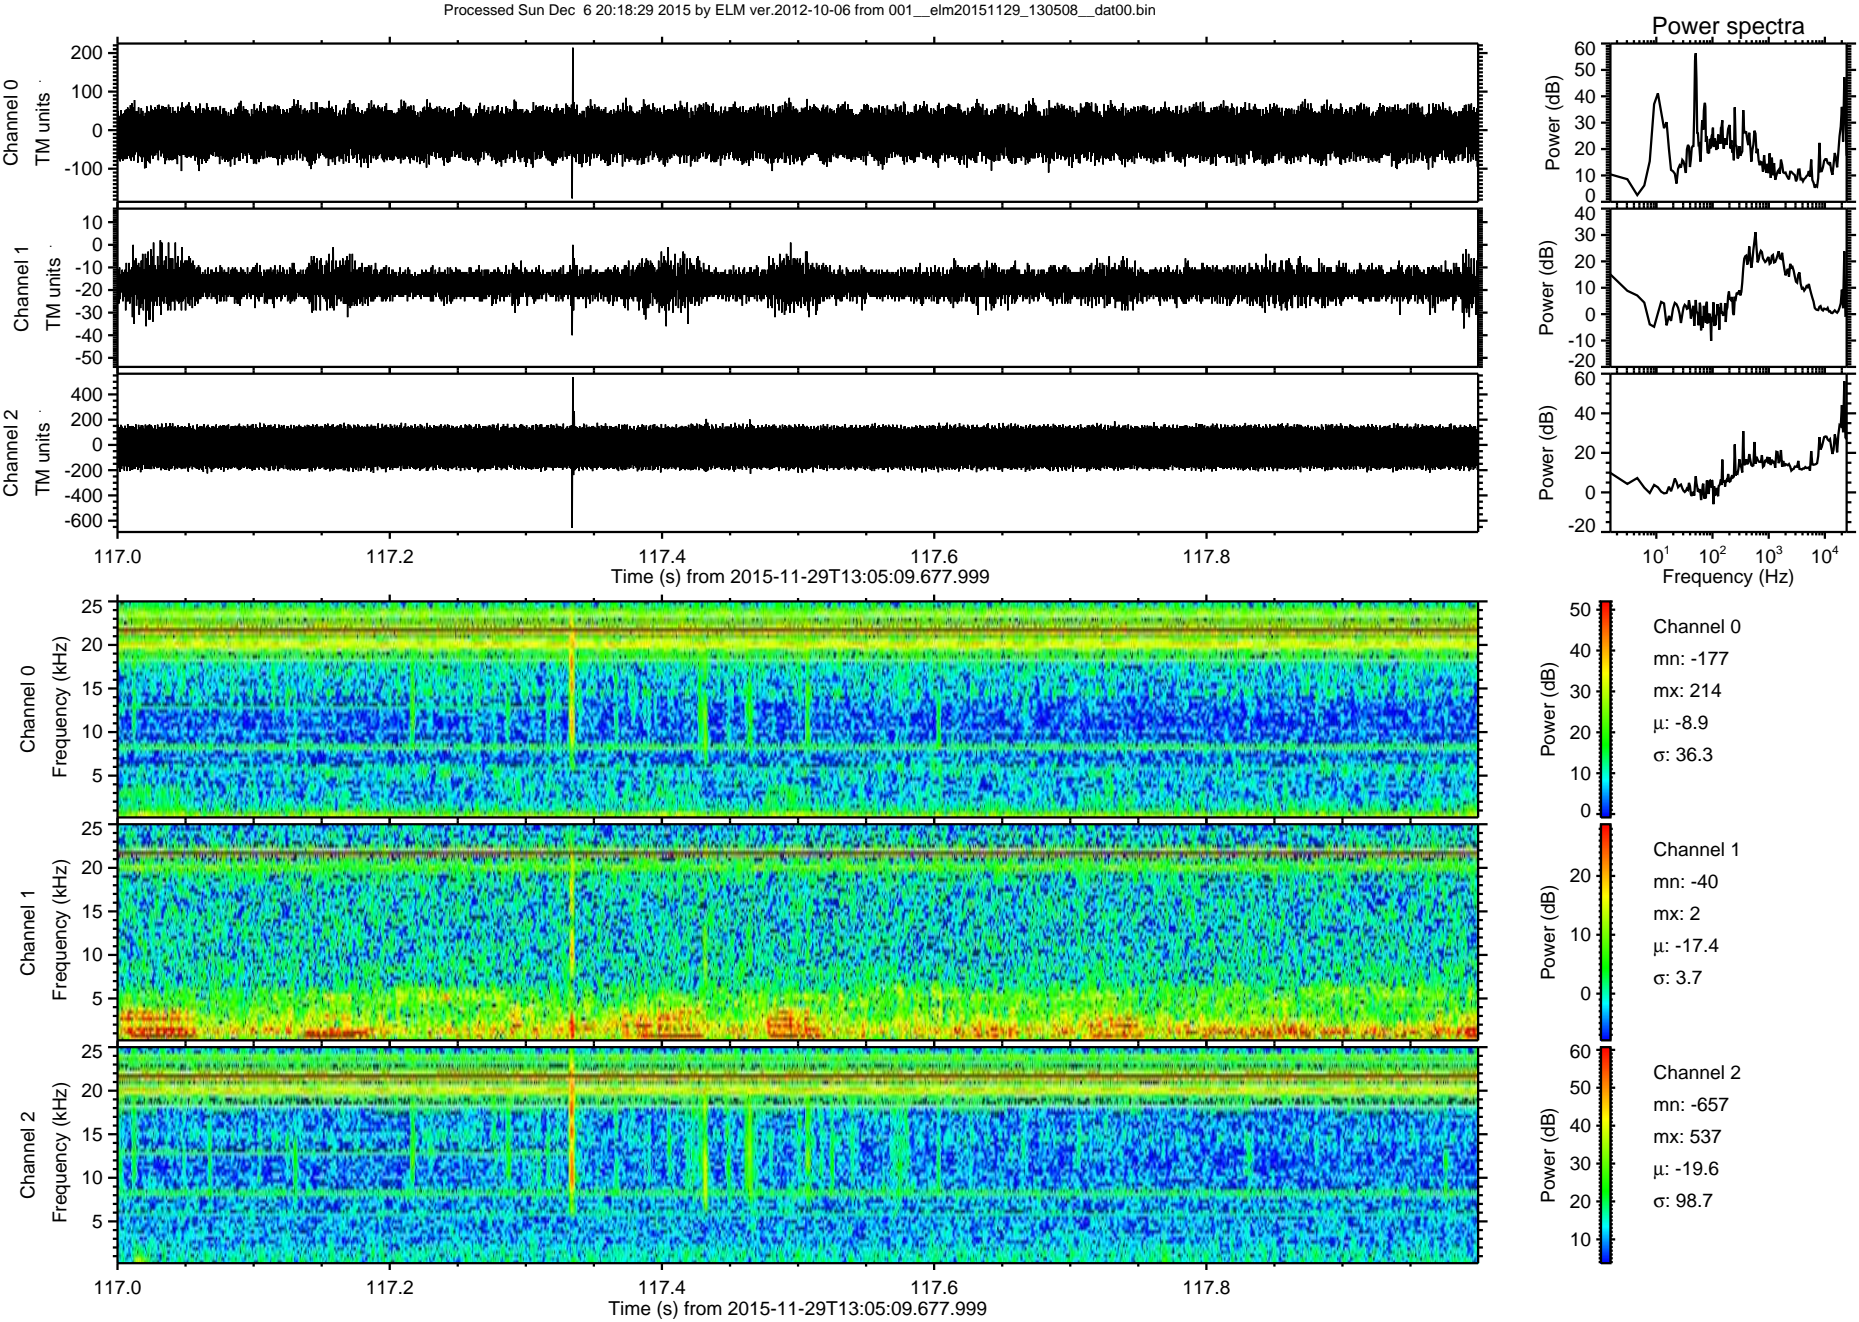 Processed Sun Dec  6 20:18:29 2015 by ELM ver.2012-10-06 from 001__elm20151129_130508__dat00.bin
Power spectra
Channel 0
TM units
200
100
0
-100
Power (dB)
60
50
40
30
20
10
0
Channel 1
TM units
10
0
-10
-20
-30
-40
-50
Power (dB)
40
30
20
10
0
-10
-20
Channel 2
TM units
400
200
0
-200
-400
-600
Power (dB)
60
40
20
0
-20
117.0 117.2 117.4 117.6 117.8
Time (s) from 2015-11-29T13:05:09.677.999
10¹ 10² 10³ 10⁴
Frequency (Hz)
Channel 0
Frequency (kHz)
25
20
15
10
5
Power (dB)
50
40
30
20
10
0
Channel 0
mn: -177
mx: 214
μ: -8.9
σ: 36.3
Channel 1
Frequency (kHz)
25
20
15
10
5
Power (dB)
20
10
0
Channel 1
mn: -40
mx: 2
μ: -17.4
σ: 3.7
Channel 2
Frequency (kHz)
25
20
15
10
5
Power (dB)
60
50
40
30
20
10
Channel 2
mn: -657
mx: 537
μ: -19.6
σ: 98.7
117.0 117.2 117.4 117.6 117.8
Time (s) from 2015-11-29T13:05:09.677.999